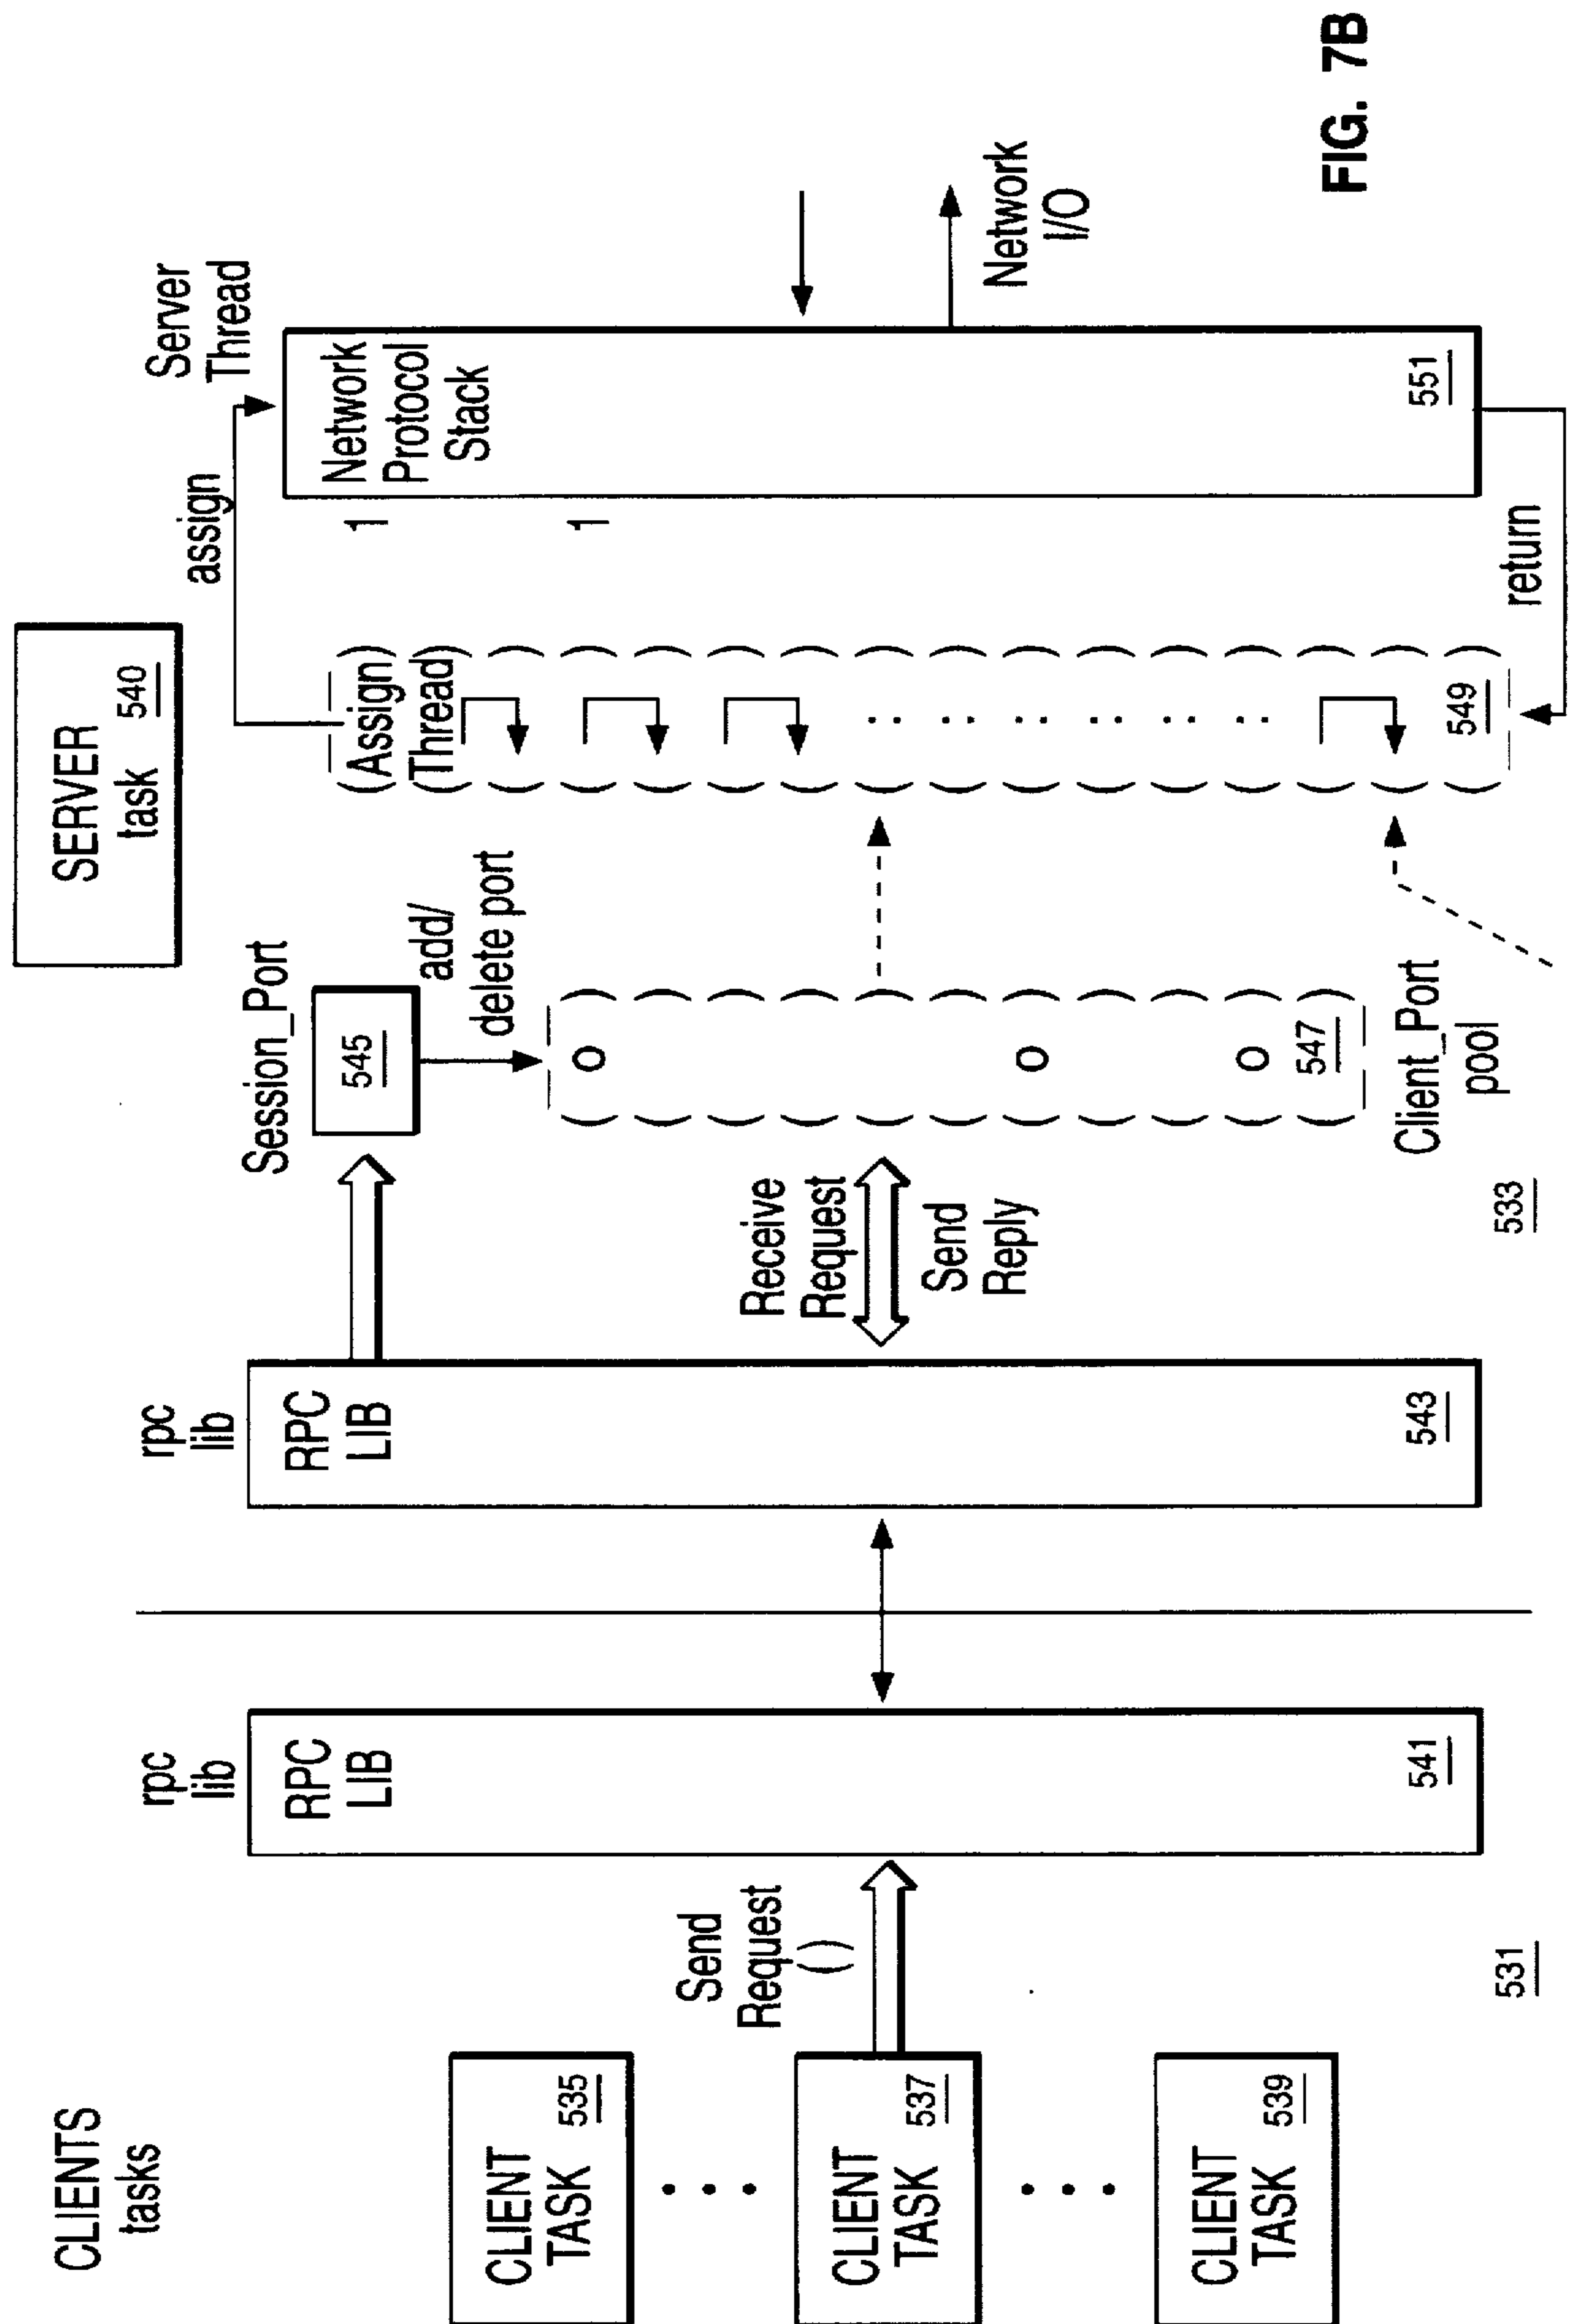 CLIENTS
tasks
CLIENT
TASK
535
CLIENT
TASK
537
CLIENT
TASK
539
Send
Request
( )
531
rpc
lib
RPC
LIB
541
rpc
lib
RPC
LIB
543
Receive
Request
Send
Reply
533
Session_Port
545
add/
delete port
O
O
O
547
Client_Port
pool
SERVER
task
540
assign
Assign
Thread
549
1
1
Server
Thread
Network
Protocol
Stack
551
return
Network
I/O
FIG. 7B